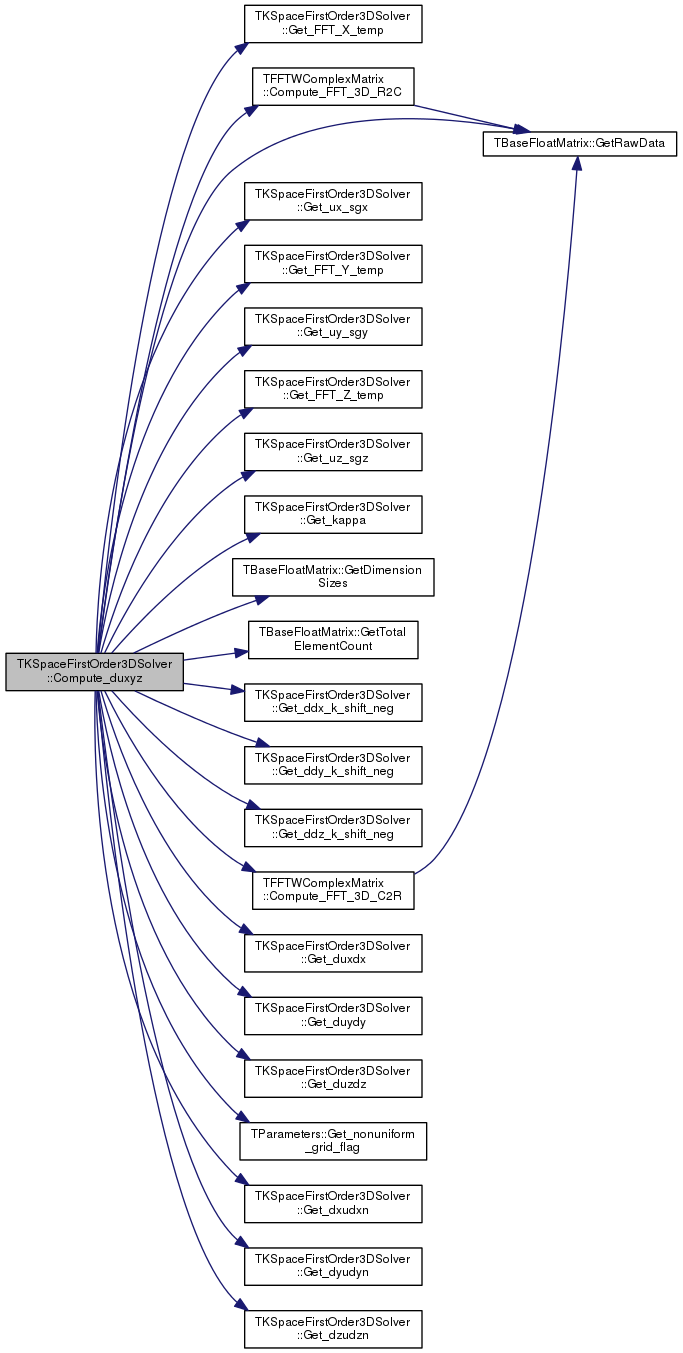 TKSpaceFirstOrder3DSolver
::Get_FFT_X_temp
TFFTWComplexMatrix
::Compute_FFT_3D_R2C
TBaseFloatMatrix::GetRawData
TKSpaceFirstOrder3DSolver
::Get_ux_sgx
TKSpaceFirstOrder3DSolver
::Get_FFT_Y_temp
TKSpaceFirstOrder3DSolver
::Get_uy_sgy
TKSpaceFirstOrder3DSolver
::Get_FFT_Z_temp
TKSpaceFirstOrder3DSolver
::Get_uz_sgz
TKSpaceFirstOrder3DSolver
::Get_kappa
TBaseFloatMatrix::GetDimension
Sizes
TBaseFloatMatrix::GetTotal
ElementCount
TKSpaceFirstOrder3DSolver
::Compute_duxyz
TKSpaceFirstOrder3DSolver
::Get_ddx_k_shift_neg
TKSpaceFirstOrder3DSolver
::Get_ddy_k_shift_neg
TKSpaceFirstOrder3DSolver
::Get_ddz_k_shift_neg
TFFTWComplexMatrix
::Compute_FFT_3D_C2R
TKSpaceFirstOrder3DSolver
::Get_duxdx
TKSpaceFirstOrder3DSolver
::Get_duydy
TKSpaceFirstOrder3DSolver
::Get_duzdz
TParameters::Get_nonuniform
_grid_flag
TKSpaceFirstOrder3DSolver
::Get_dxudxn
TKSpaceFirstOrder3DSolver
::Get_dyudyn
TKSpaceFirstOrder3DSolver
::Get_dzudzn